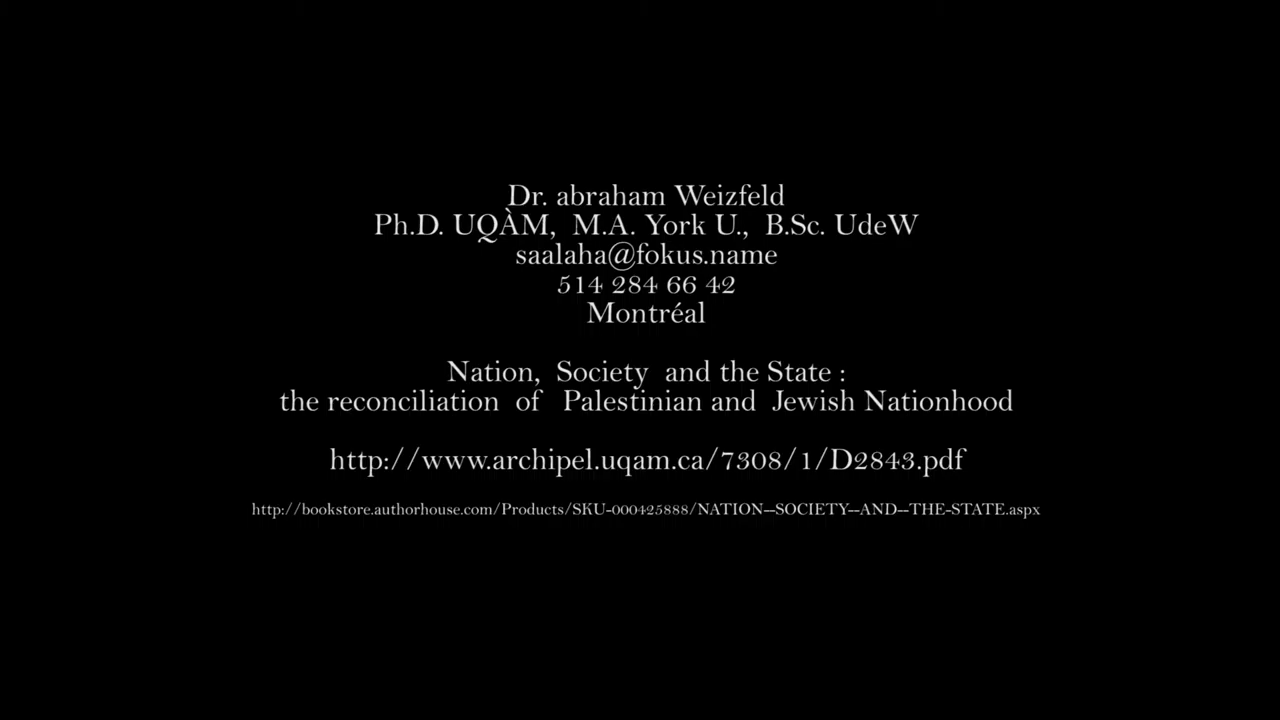 Dr. abraham Weizfeld
Ph.D. UQÀM, M.A. York U., B.Sc. UdeW
saalaha@fokus.name
514 284 66 42
Montréal
Nation, Society and the State :
the reconciliation of Palestinian and Jewish Nationhood
http://www.archipel.uqam.ca/7308/1/D2843.pdf
http://bookstore.authorhouse.com/Products/SKU-000425888/NATION--SOCIETY--AND--THE-STATE.aspx